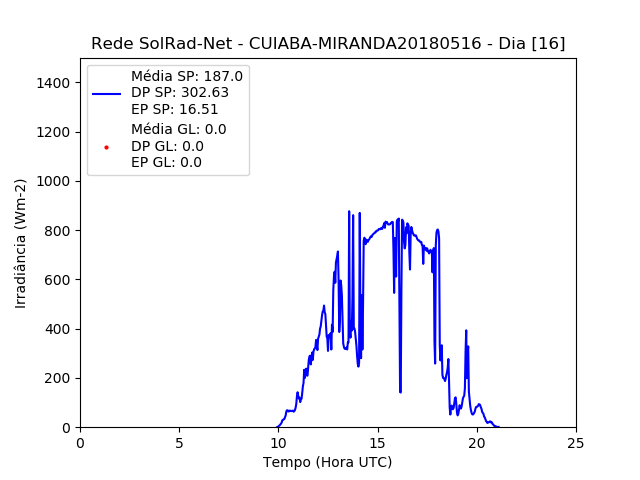 Rede SolRad-Net - CUIABA-MIRANDA20180516 - Dia [16]
Média SP: 187.0
DP SP: 302.63
EP SP: 16.51
Média GL: 0.0
DP GL: 0.0
EP GL: 0.0
1400
1200
1000
800
600
400
200
0
Irradiância (Wm-2)
0 5 10 15 20 25
Tempo (Hora UTC)